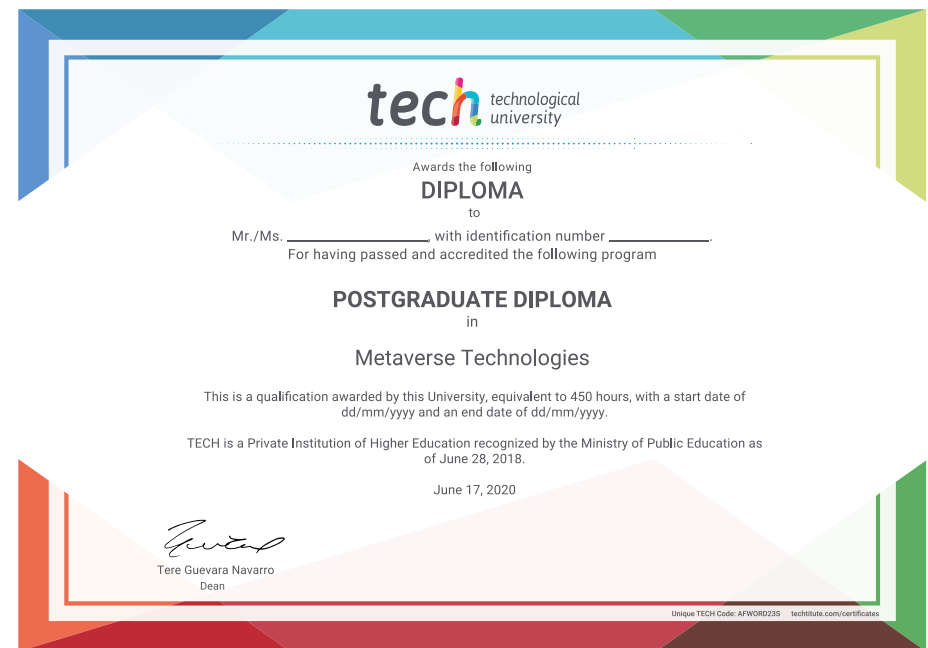 tech technological
university
Awards the following
DIPLOMA
to
Mr./Ms. ____________________, with identification number ______________.
For having passed and accredited the following program
POSTGRADUATE DIPLOMA
in
Metaverse Technologies
This is a qualification awarded by this University, equivalent to 450 hours, with a start date of
dd/mm/yyyy and an end date of dd/mm/yyyy.
TECH is a Private Institution of Higher Education recognized by the Ministry of Public Education as
of June 28, 2018.
June 17, 2020
Tere Guevara Navarro
Dean
Unique TECH Code: AFWORD23S techtitute.com/certificates